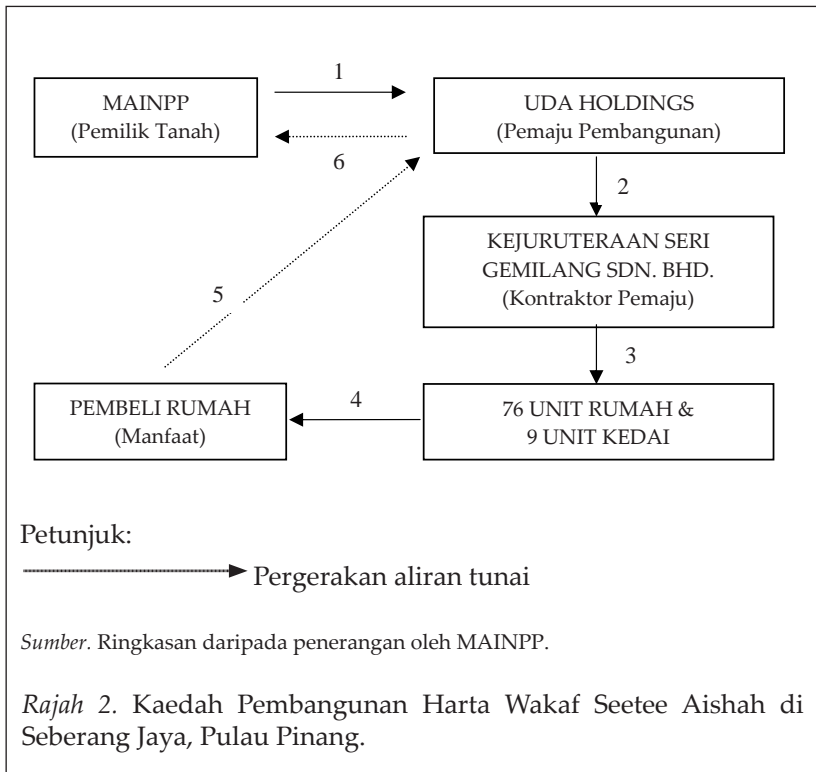 1
MAINPP
(Pemilik Tanah)
UDA HOLDINGS
(Pemaju Pembangunan)
6
2
KEJURUTERAAN SERI
GEMILANG SDN. BHD.
(Kontraktor Pemaju)
5
3
PEMBELI RUMAH
(Manfaat)
4
76 UNIT RUMAH &
9 UNIT KEDAI
Petunjuk:
Pergerakan aliran tunai
Sumber. Ringkasan daripada penerangan oleh MAINPP.
Rajah 2. Kaedah Pembangunan Harta Wakaf Seetee Aishah di
Seberang Jaya, Pulau Pinang.